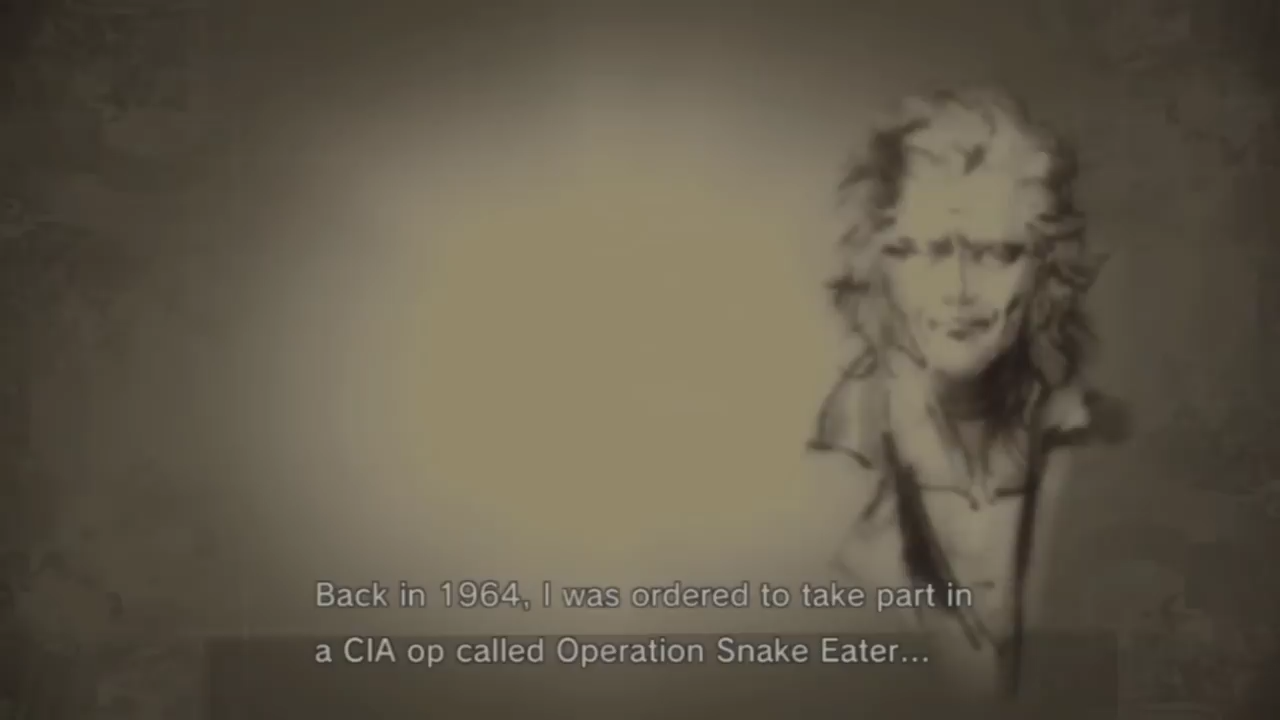 Back in 1964, I was ordered to take part in
a CIA op called Operation Snake Eater...